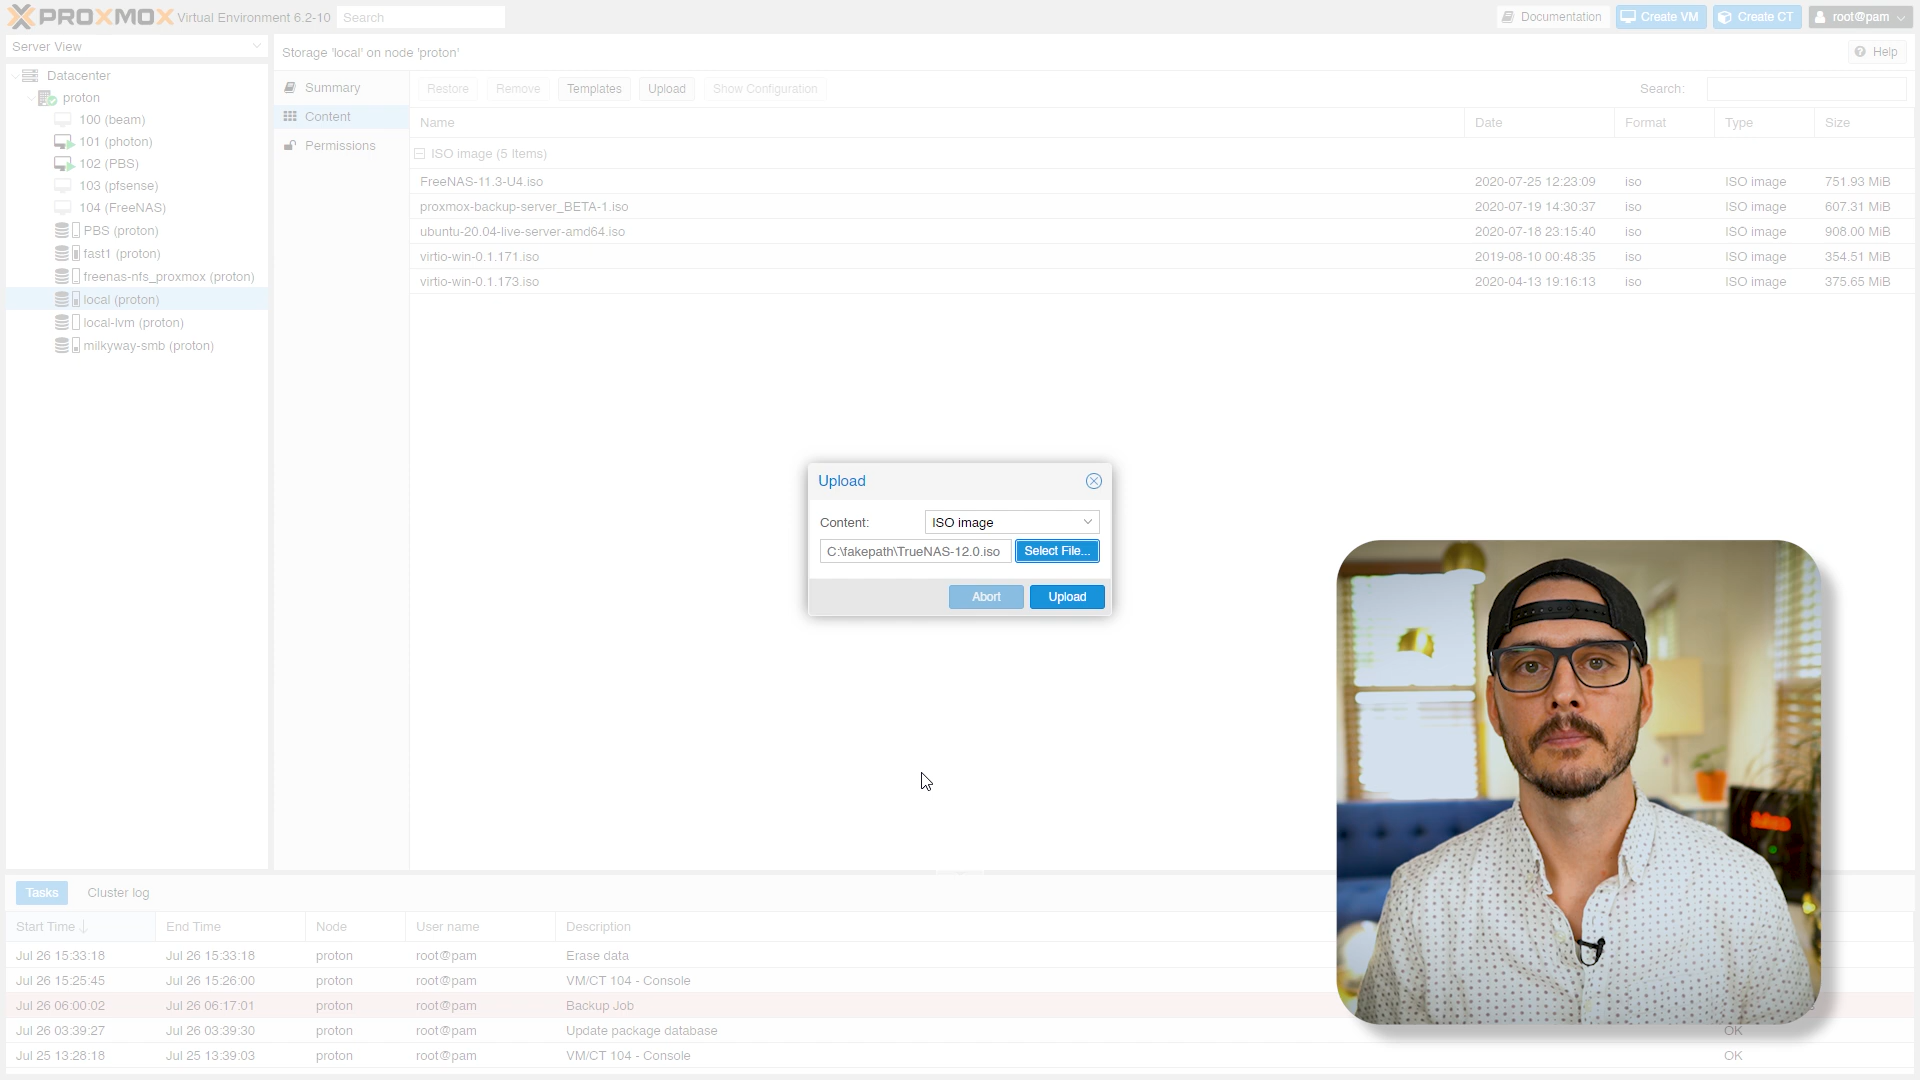 PROXMOX Virtual Environment 6.2-10 Search Documentation Create VM Create CT root@pam
Server View
Storage 'local' on node 'proton' Help
Datacenter
proton
100 (beam)
101 (photon)
102 (PBS)
103 (pfsense)
104 (FreeNAS)
PBS (proton)
fast1 (proton)
freenas-nfs_proxmox (proton)
local (proton)
local-lvm (proton)
milkyway-smb (proton)
Summary
Content
Permissions
Restore Remove Templates Upload Show Configuration Search:
Name Date Format Type Size
ISO image (5 Items)
FreeNAS-11.3-U4.iso 2020-07-25 12:23:09 iso ISO image 751.93 MiB
proxmox-backup-server_BETA-1.iso 2020-07-19 14:30:37 iso ISO image 607.31 MiB
ubuntu-20.04-live-server-amd64.iso 2020-07-18 23:15:40 iso ISO image 908.00 MiB
virtio-win-0.1.171.iso 2019-08-10 00:48:35 iso ISO image 354.51 MiB
virtio-win-0.1.173.iso 2020-04-13 19:16:13 iso ISO image 375.65 MiB
Upload
Content: ISO image
C:\fakepath\TrueNAS-12.0.iso Select File...
Abort Upload
Tasks Cluster log
Start Time End Time Node User name Description
Jul 26 15:33:18 Jul 26 15:33:18 proton root@pam Erase data
Jul 26 15:25:45 Jul 26 15:26:00 proton root@pam VM/CT 104 - Console
Jul 26 06:00:02 Jul 26 06:17:01 proton root@pam Backup Job
Jul 26 03:39:27 Jul 26 03:39:30 proton root@pam Update package database OK
Jul 25 13:28:18 Jul 25 13:39:03 proton root@pam VM/CT 104 - Console OK